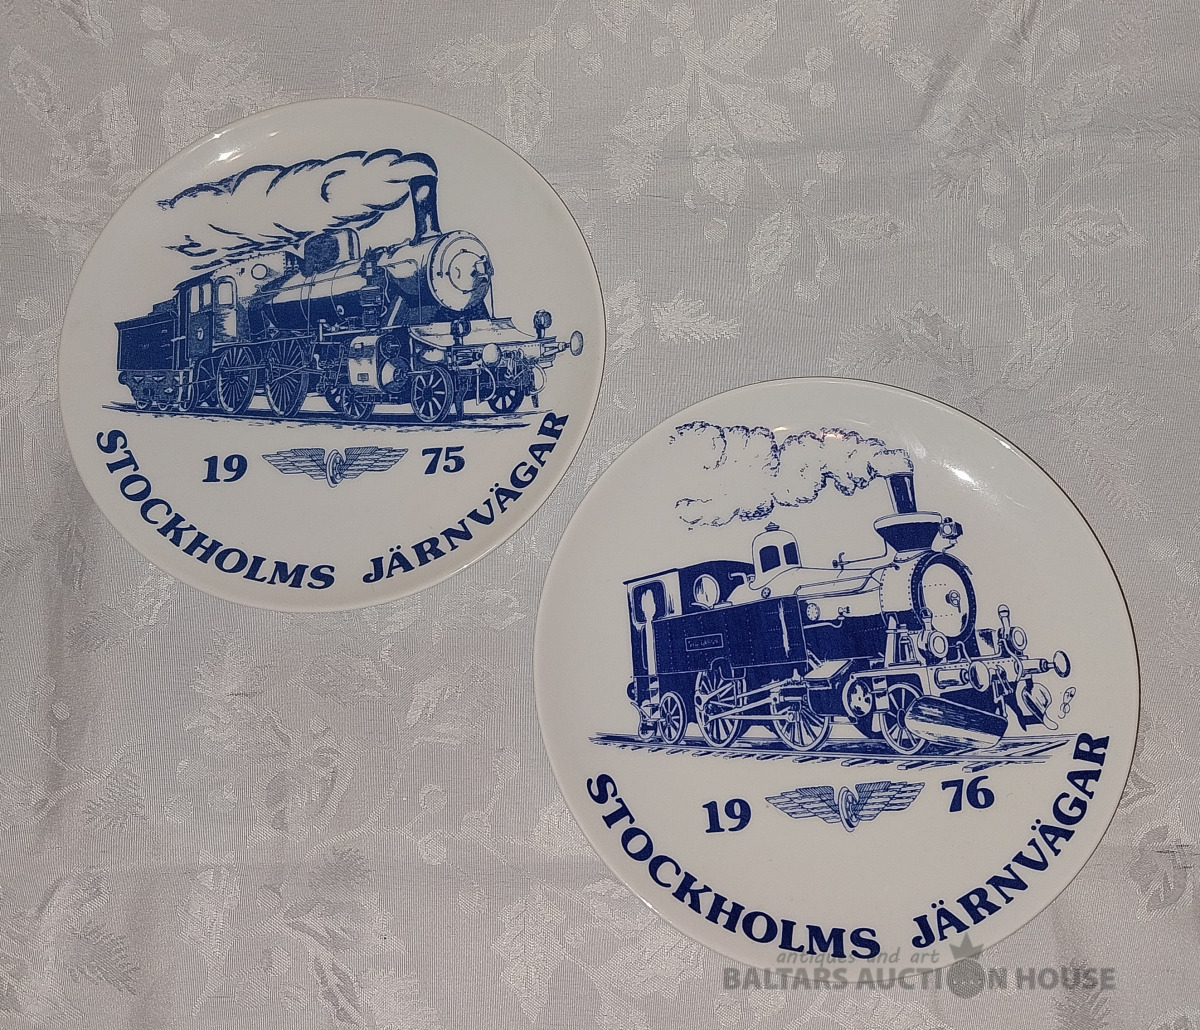 19 75
STOCKHOLMS JÄRNVÄGAR
19 76
STOCKHOLMS JÄRNVÄGAR
antiques and art
BALTARS AUCTION HOUSE